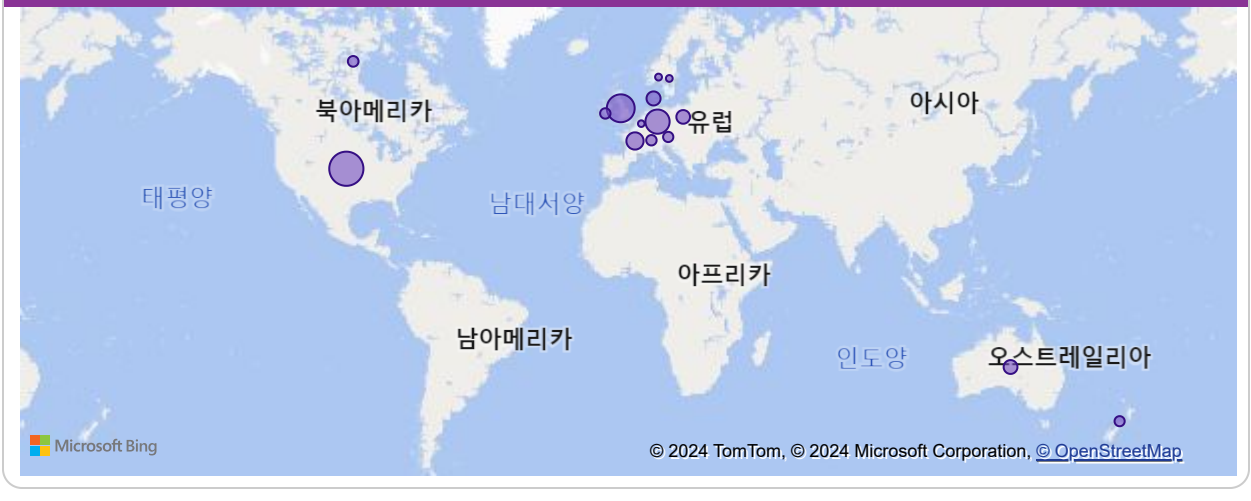 북아메리카
아시아
유럽
태평양
남대서양
아프리카
남아메리카
인도양
오스트레일리아
Microsoft Bing
© 2024 TomTom, © 2024 Microsoft Corporation, © OpenStreetMap